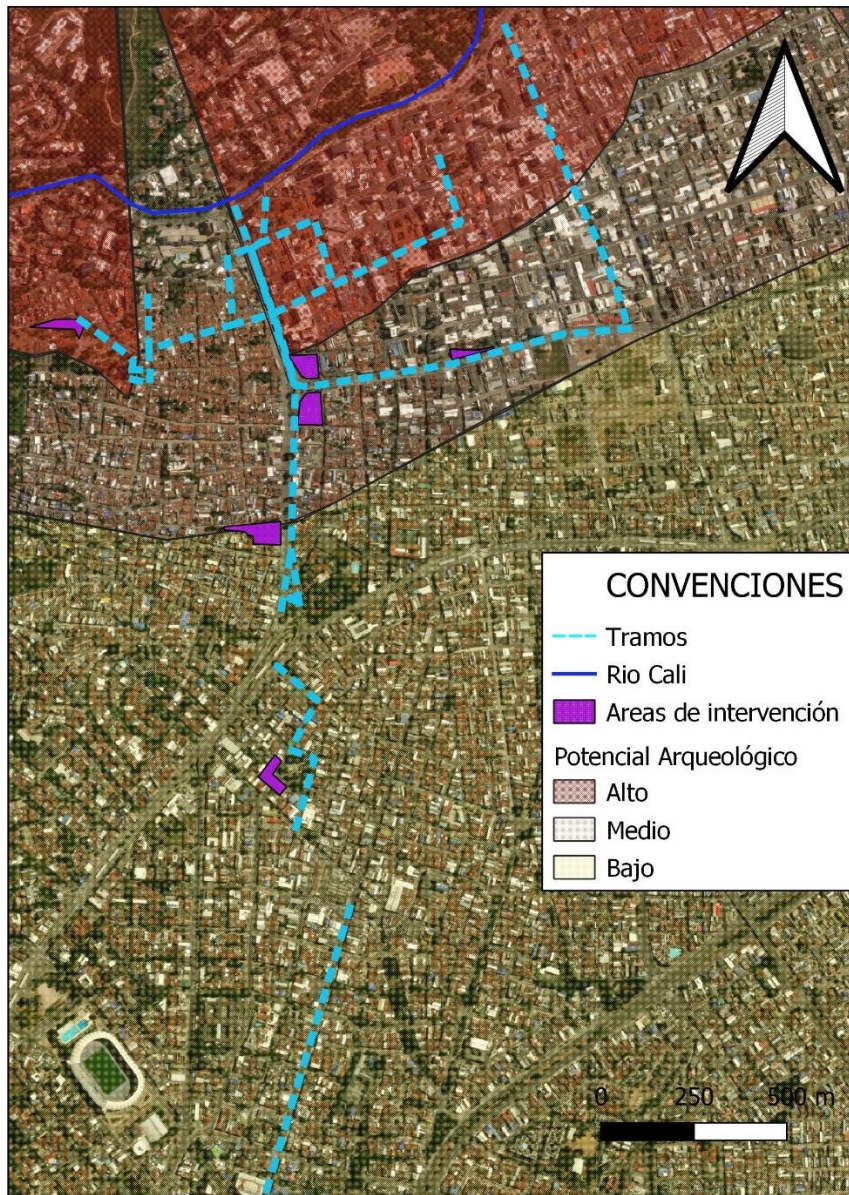 CONVENCIONES
Tramos
Rio Cali
Areas de intervención
Potencial Arqueológico
Alto
Medio
Bajo
0 250 500 m